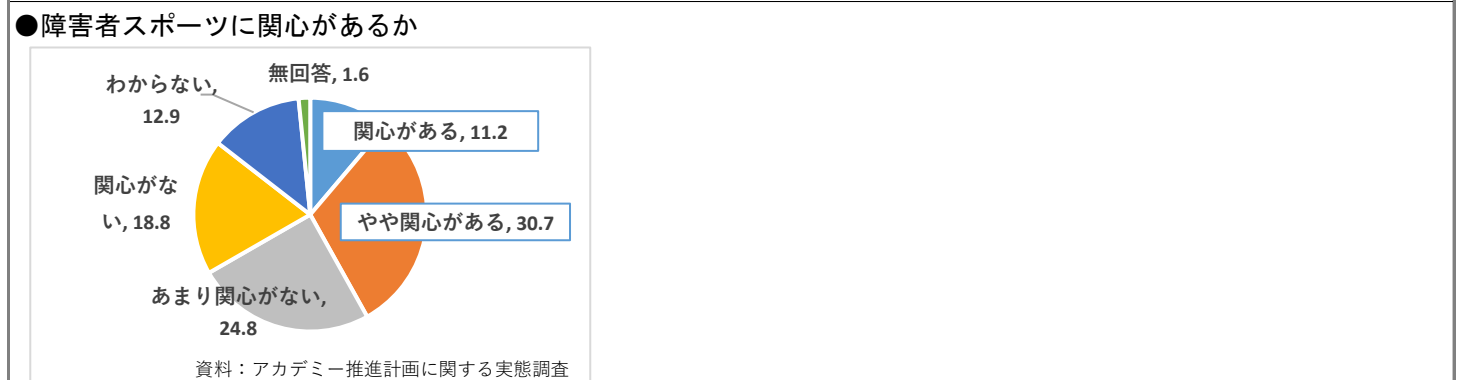 ●障害者スポーツに関心があるか
無回答, 1.6
わからない,
12.9
関心がある, 11.2
関心がな
い, 18.8
やや関心がある, 30.7
あまり関心がない,
24.8
資料：アカデミー推進計画に関する実態調査